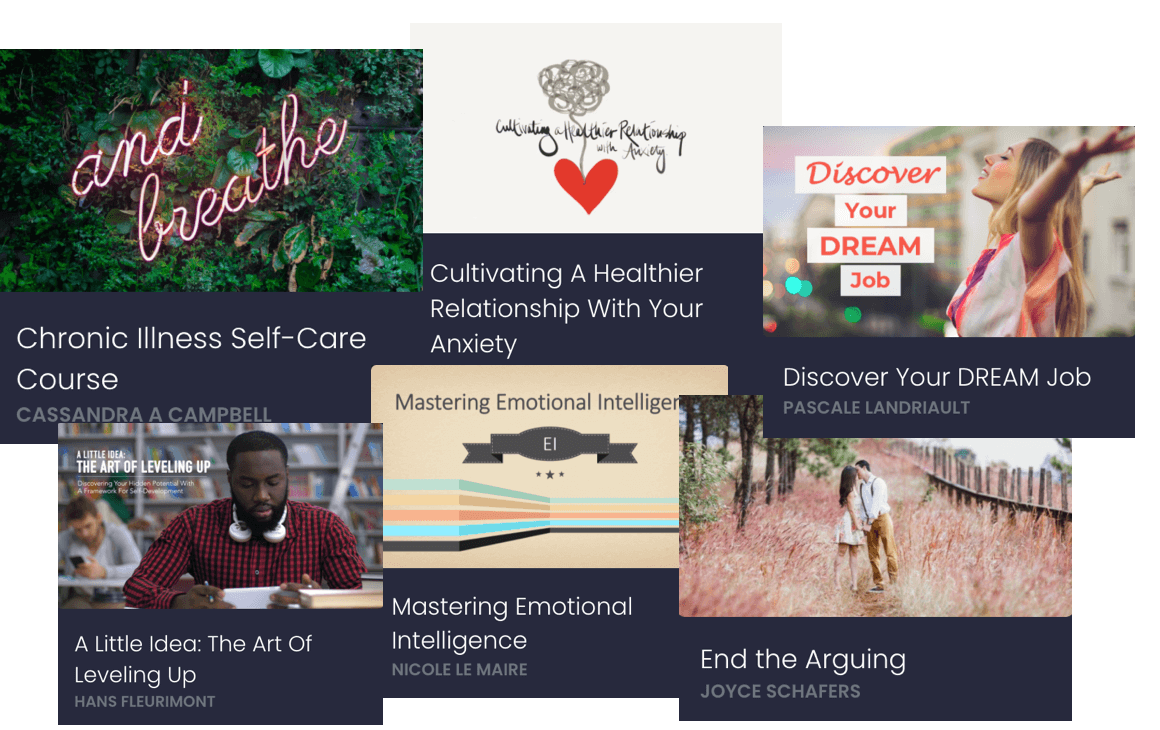 and
breathe
Chronic Illness Self-Care
Course
CASSANDRA A CAMPBELL
Cultivating a Healthier Relationship
with Anxiety
Cultivating A Healthier
Relationship With Your
Anxiety
Discover
Your
DREAM
Job
Discover Your DREAM Job
PASCALE LANDRIAULT
A LITTLE IDEA:
THE ART OF LEVELING UP
Discovering Your Hidden Potential With
A Framework For Self-Development
A Little Idea: The Art Of
Leveling Up
HANS FLEURIMONT
Mastering Emotional Intelliger
EI
Mastering Emotional
Intelligence
NICOLE LE MAIRE
End the Arguing
JOYCE SCHAFERS